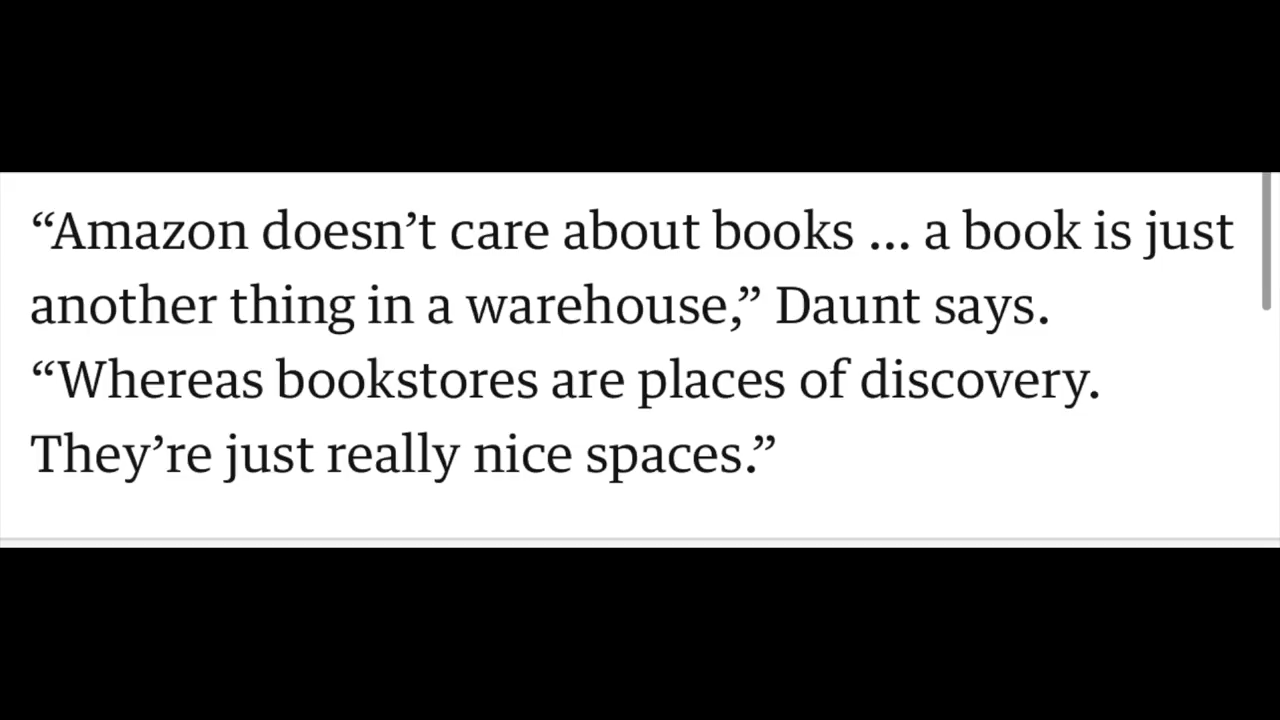 “Amazon doesn’t care about books ... a book is just
another thing in a warehouse,” Daunt says.
“Whereas bookstores are places of discovery.
They’re just really nice spaces.”